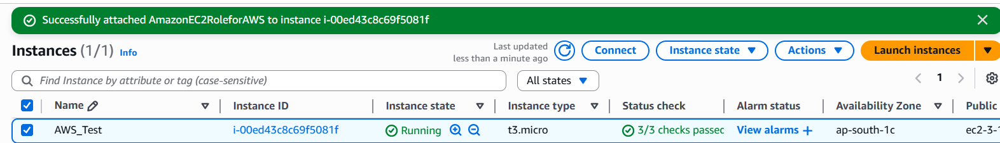 Successfully attached AmazonEC2RoleforAWS to instance i-00ed43c8c69f5081f
Instances (1/1) Info
Last updated
less than a minute ago
Connect
Instance state
Actions
Launch instances
Find Instance by attribute or tag (case-sensitive)
All states
1
Name Instance ID Instance state Instance type Status check Alarm status Availability Zone Public
AWS_Test i-00ed43c8c69f5081f Running t3.micro 3/3 checks passed View alarms + ap-south-1c ec2-3-1